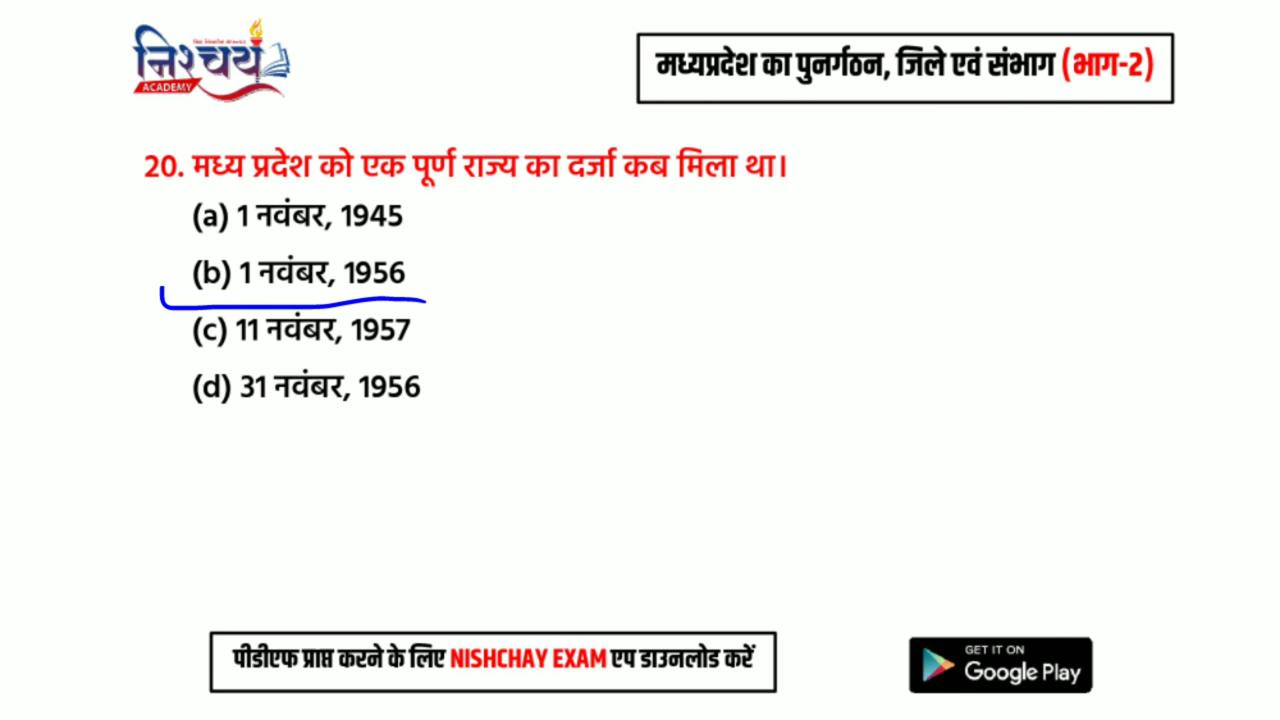 निश्चय
ACADEMY
मध्यप्रदेश का पुनर्गठन, जिले एवं संभाग (भाग-2)
20. मध्य प्रदेश को एक पूर्ण राज्य का दर्जा कब मिला था।
(a) 1 नवंबर, 1945
(b) 1 नवंबर, 1956
(c) 11 नवंबर, 1957
(d) 31 नवंबर, 1956
पीडीएफ प्राप्त करने के लिए NISHCHAY EXAM एप डाउनलोड करें
GET IT ON
Google Play